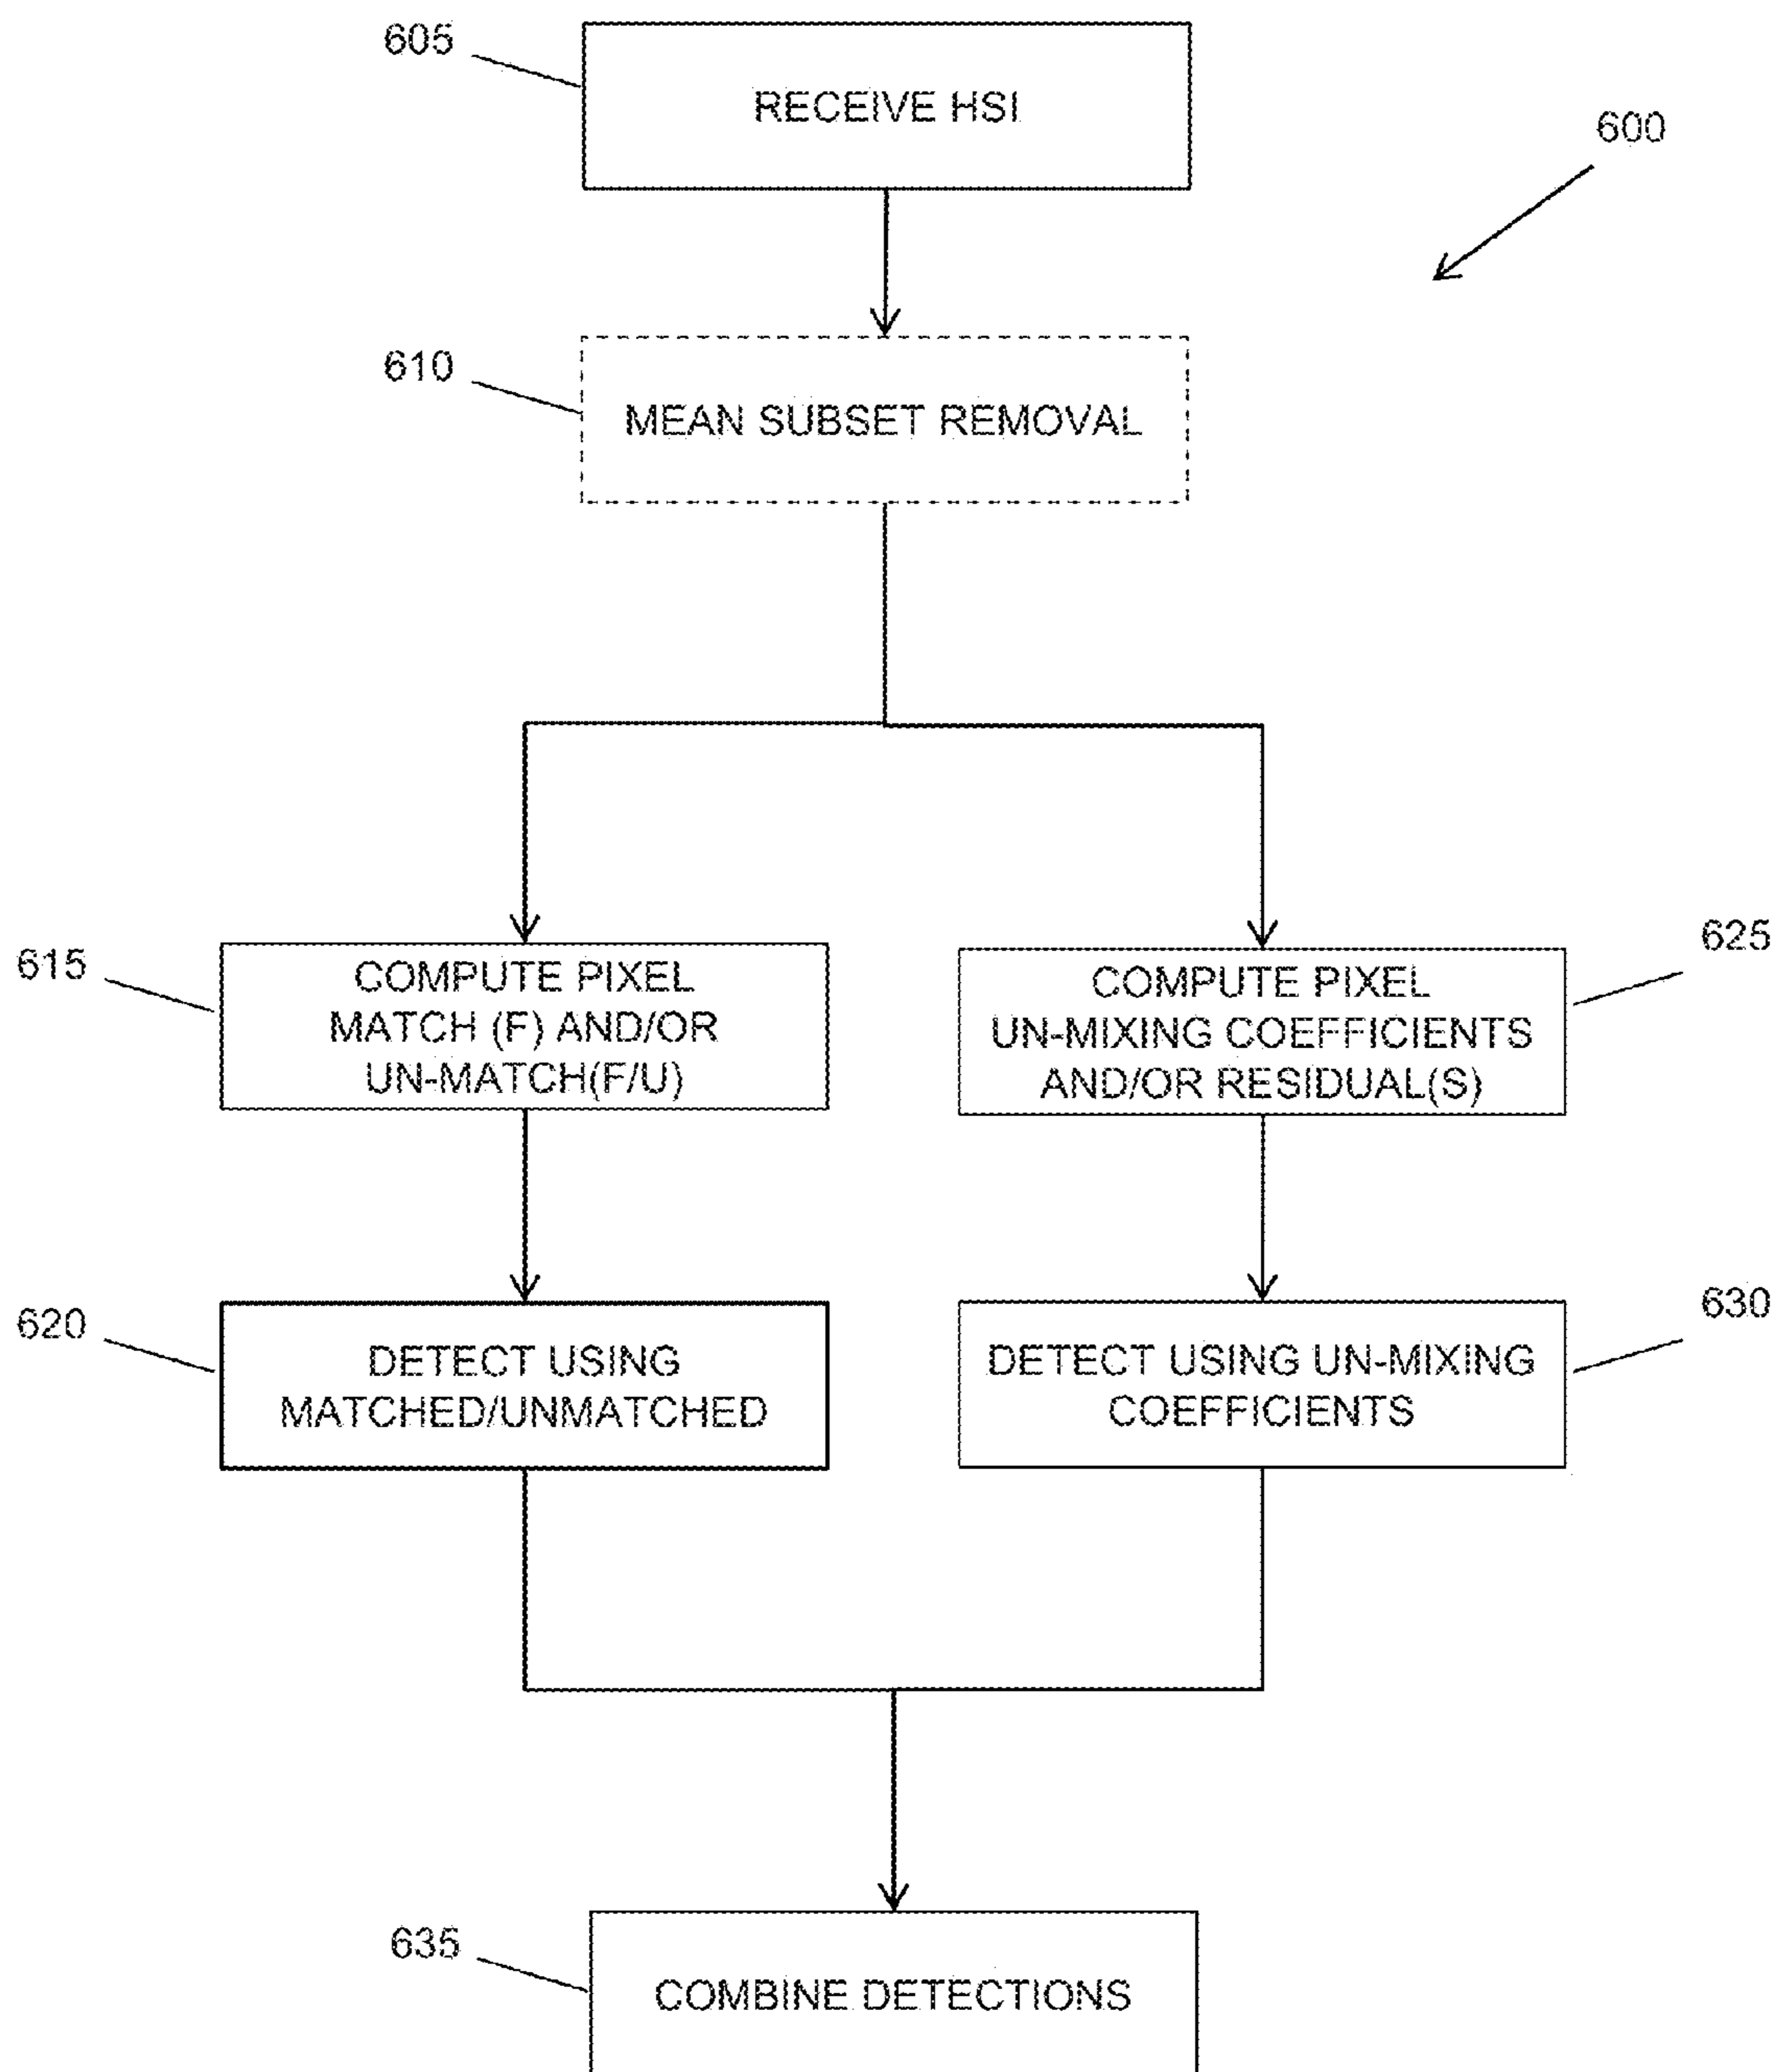 605
RECEIVE HSI
600
610
MEAN SUBSET REMOVAL
615
COMPUTE PIXEL
MATCH (F) AND/OR
UN-MATCH(F/U)
625
COMPUTE PIXEL
UN-MIXING COEFFICIENTS
AND/OR RESIDUAL(S)
620
DETECT USING
MATCHED/UNMATCHED
630
DETECT USING UN-MIXING
COEFFICIENTS
635
COMBINE DETECTIONS